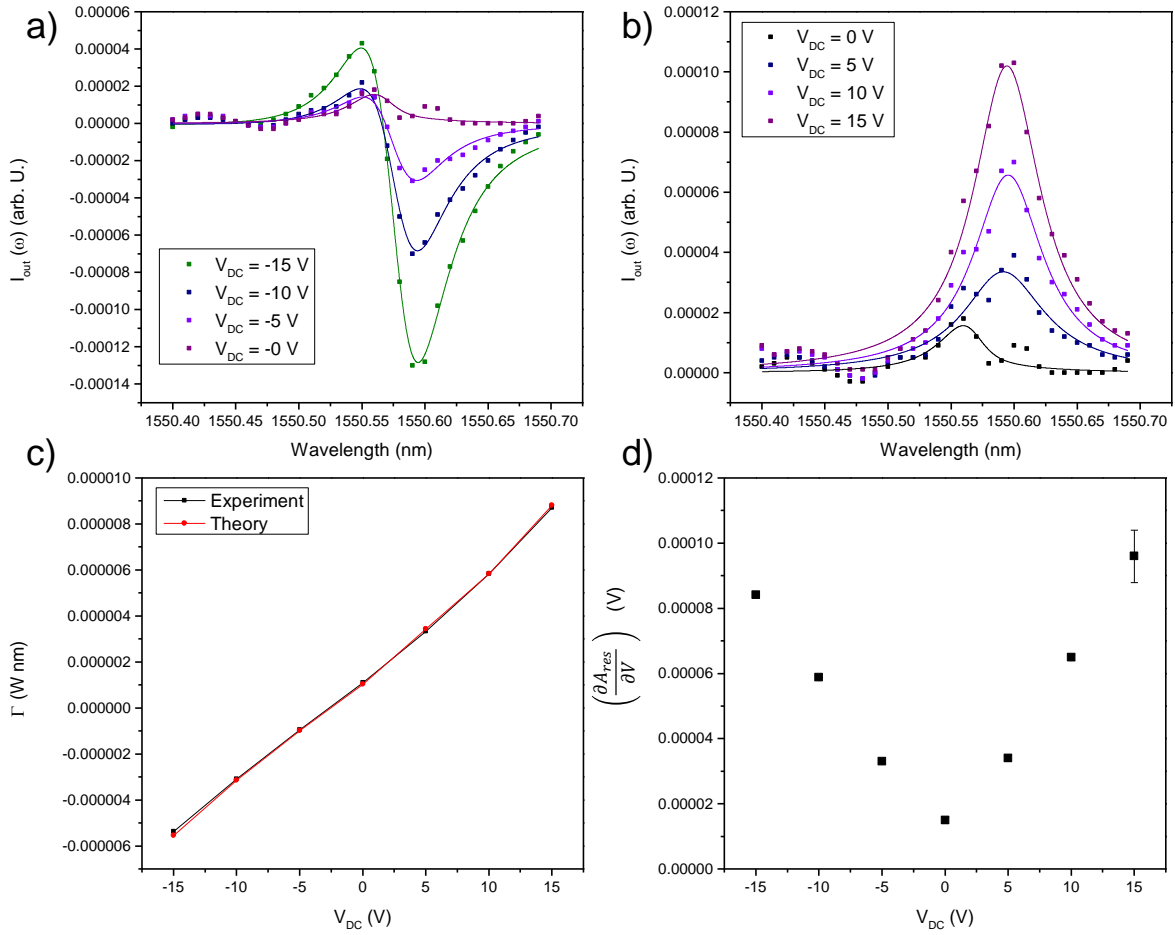 a)
I_out (ω) (arb. U.)
0.00004
0.00002
0.00000
-0.00002
-0.00004
-0.00006
-0.00008
-0.00010
-0.00012
-0.00014
V_DC = -15 V
V_DC = -10 V
V_DC = -5 V
V_DC = -0 V
1550.40 1550.45 1550.50 1550.55 1550.60 1550.65 1550.70
Wavelength (nm)
b)
I_out (ω) (arb. U.)
0.00012
0.00010
0.00008
0.00006
0.00004
0.00002
0.00000
V_DC = 0 V
V_DC = 5 V
V_DC = 10 V
V_DC = 15 V
1550.40 1550.45 1550.50 1550.55 1550.60 1550.65 1550.70
Wavelength (nm)
c)
Γ (W nm)
0.000010
0.000008
0.000006
0.000004
0.000002
0.000000
-0.000002
-0.000004
-0.000006
Experiment
Theory
-15 -10 -5 0 5 10 15
V_DC (V)
d)
(∂A_res/∂V) (V)
0.00012
0.00010
0.00008
0.00006
0.00004
0.00002
0.00000
-15 -10 -5 0 5 10 15
V_DC (V)